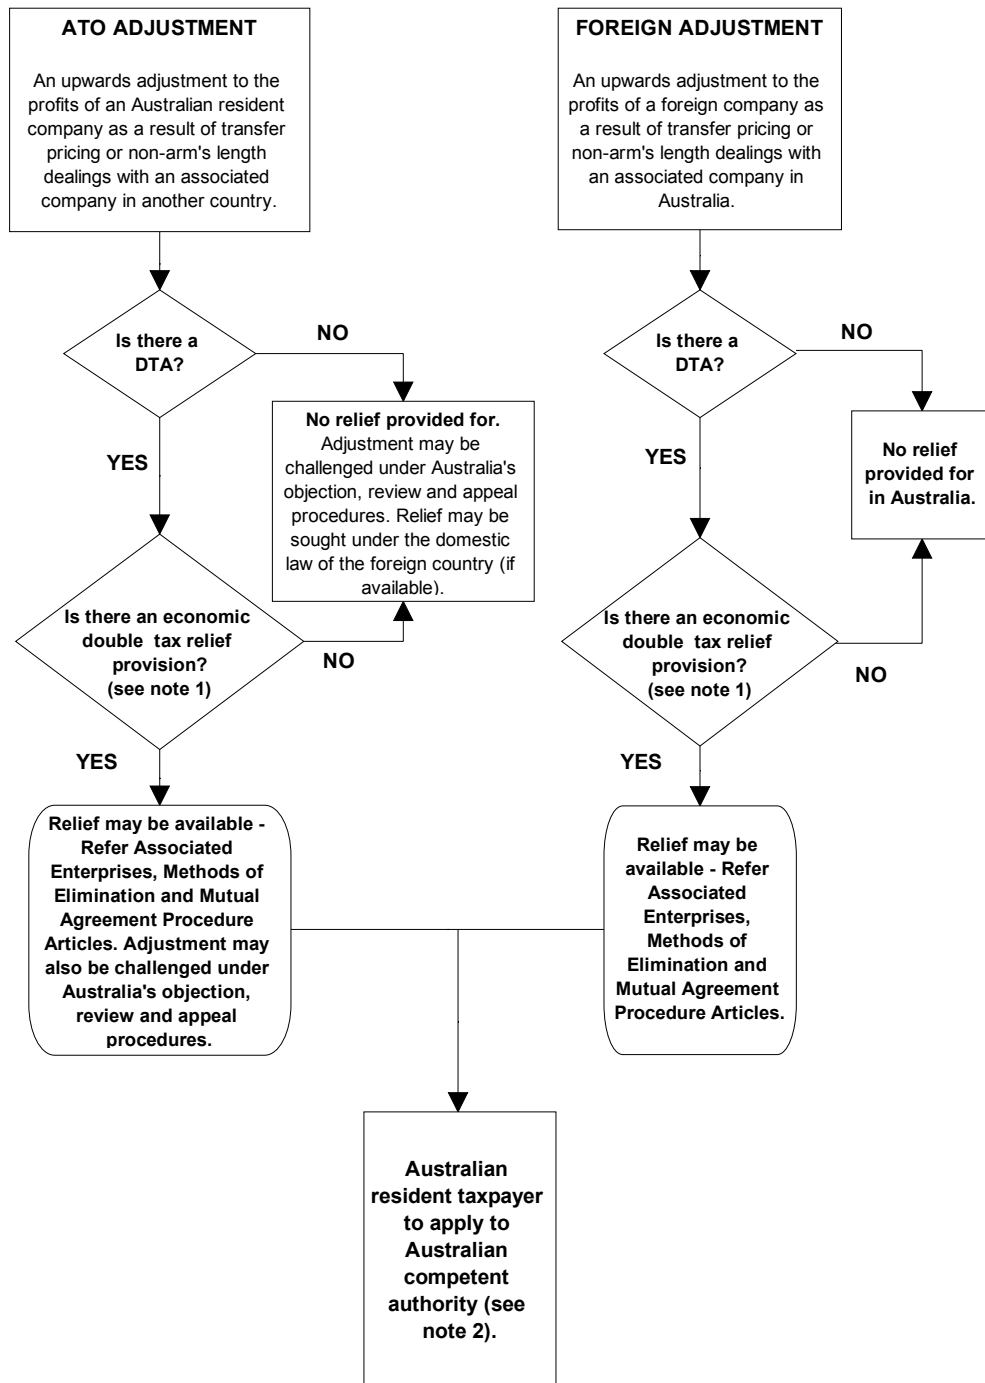 ATO ADJUSTMENT
An upwards adjustment to the
profits of an Australian resident
company as a result of transfer
pricing or non-arm's length
dealings with an associated
company in another country.
FOREIGN ADJUSTMENT
An upwards adjustment to the
profits of a foreign company as
a result of transfer pricing or
non-arm's length dealings with
an associated company in
Australia.
Is there a
DTA?
NO
YES
No relief provided for.
Adjustment may be
challenged under Australia's
objection, review and appeal
procedures. Relief may be
sought under the domestic
law of the foreign country (if
available).
Is there a
DTA?
NO
YES
No relief
provided for
in Australia.
Is there an economic
double tax relief
provision?
(see note 1)
NO
YES
Is there an economic
double tax relief
provision?
(see note 1)
NO
YES
Relief may be available -
Refer Associated
Enterprises, Methods of
Elimination and Mutual
Agreement Procedure
Articles. Adjustment may
also be challenged under
Australia's objection,
review and appeal
procedures.
Relief may be
available - Refer
Associated
Enterprises,
Methods of
Elimination and
Mutual Agreement
Procedure Articles.
Australian
resident taxpayer
to apply to
Australian
competent
authority (see
note 2).